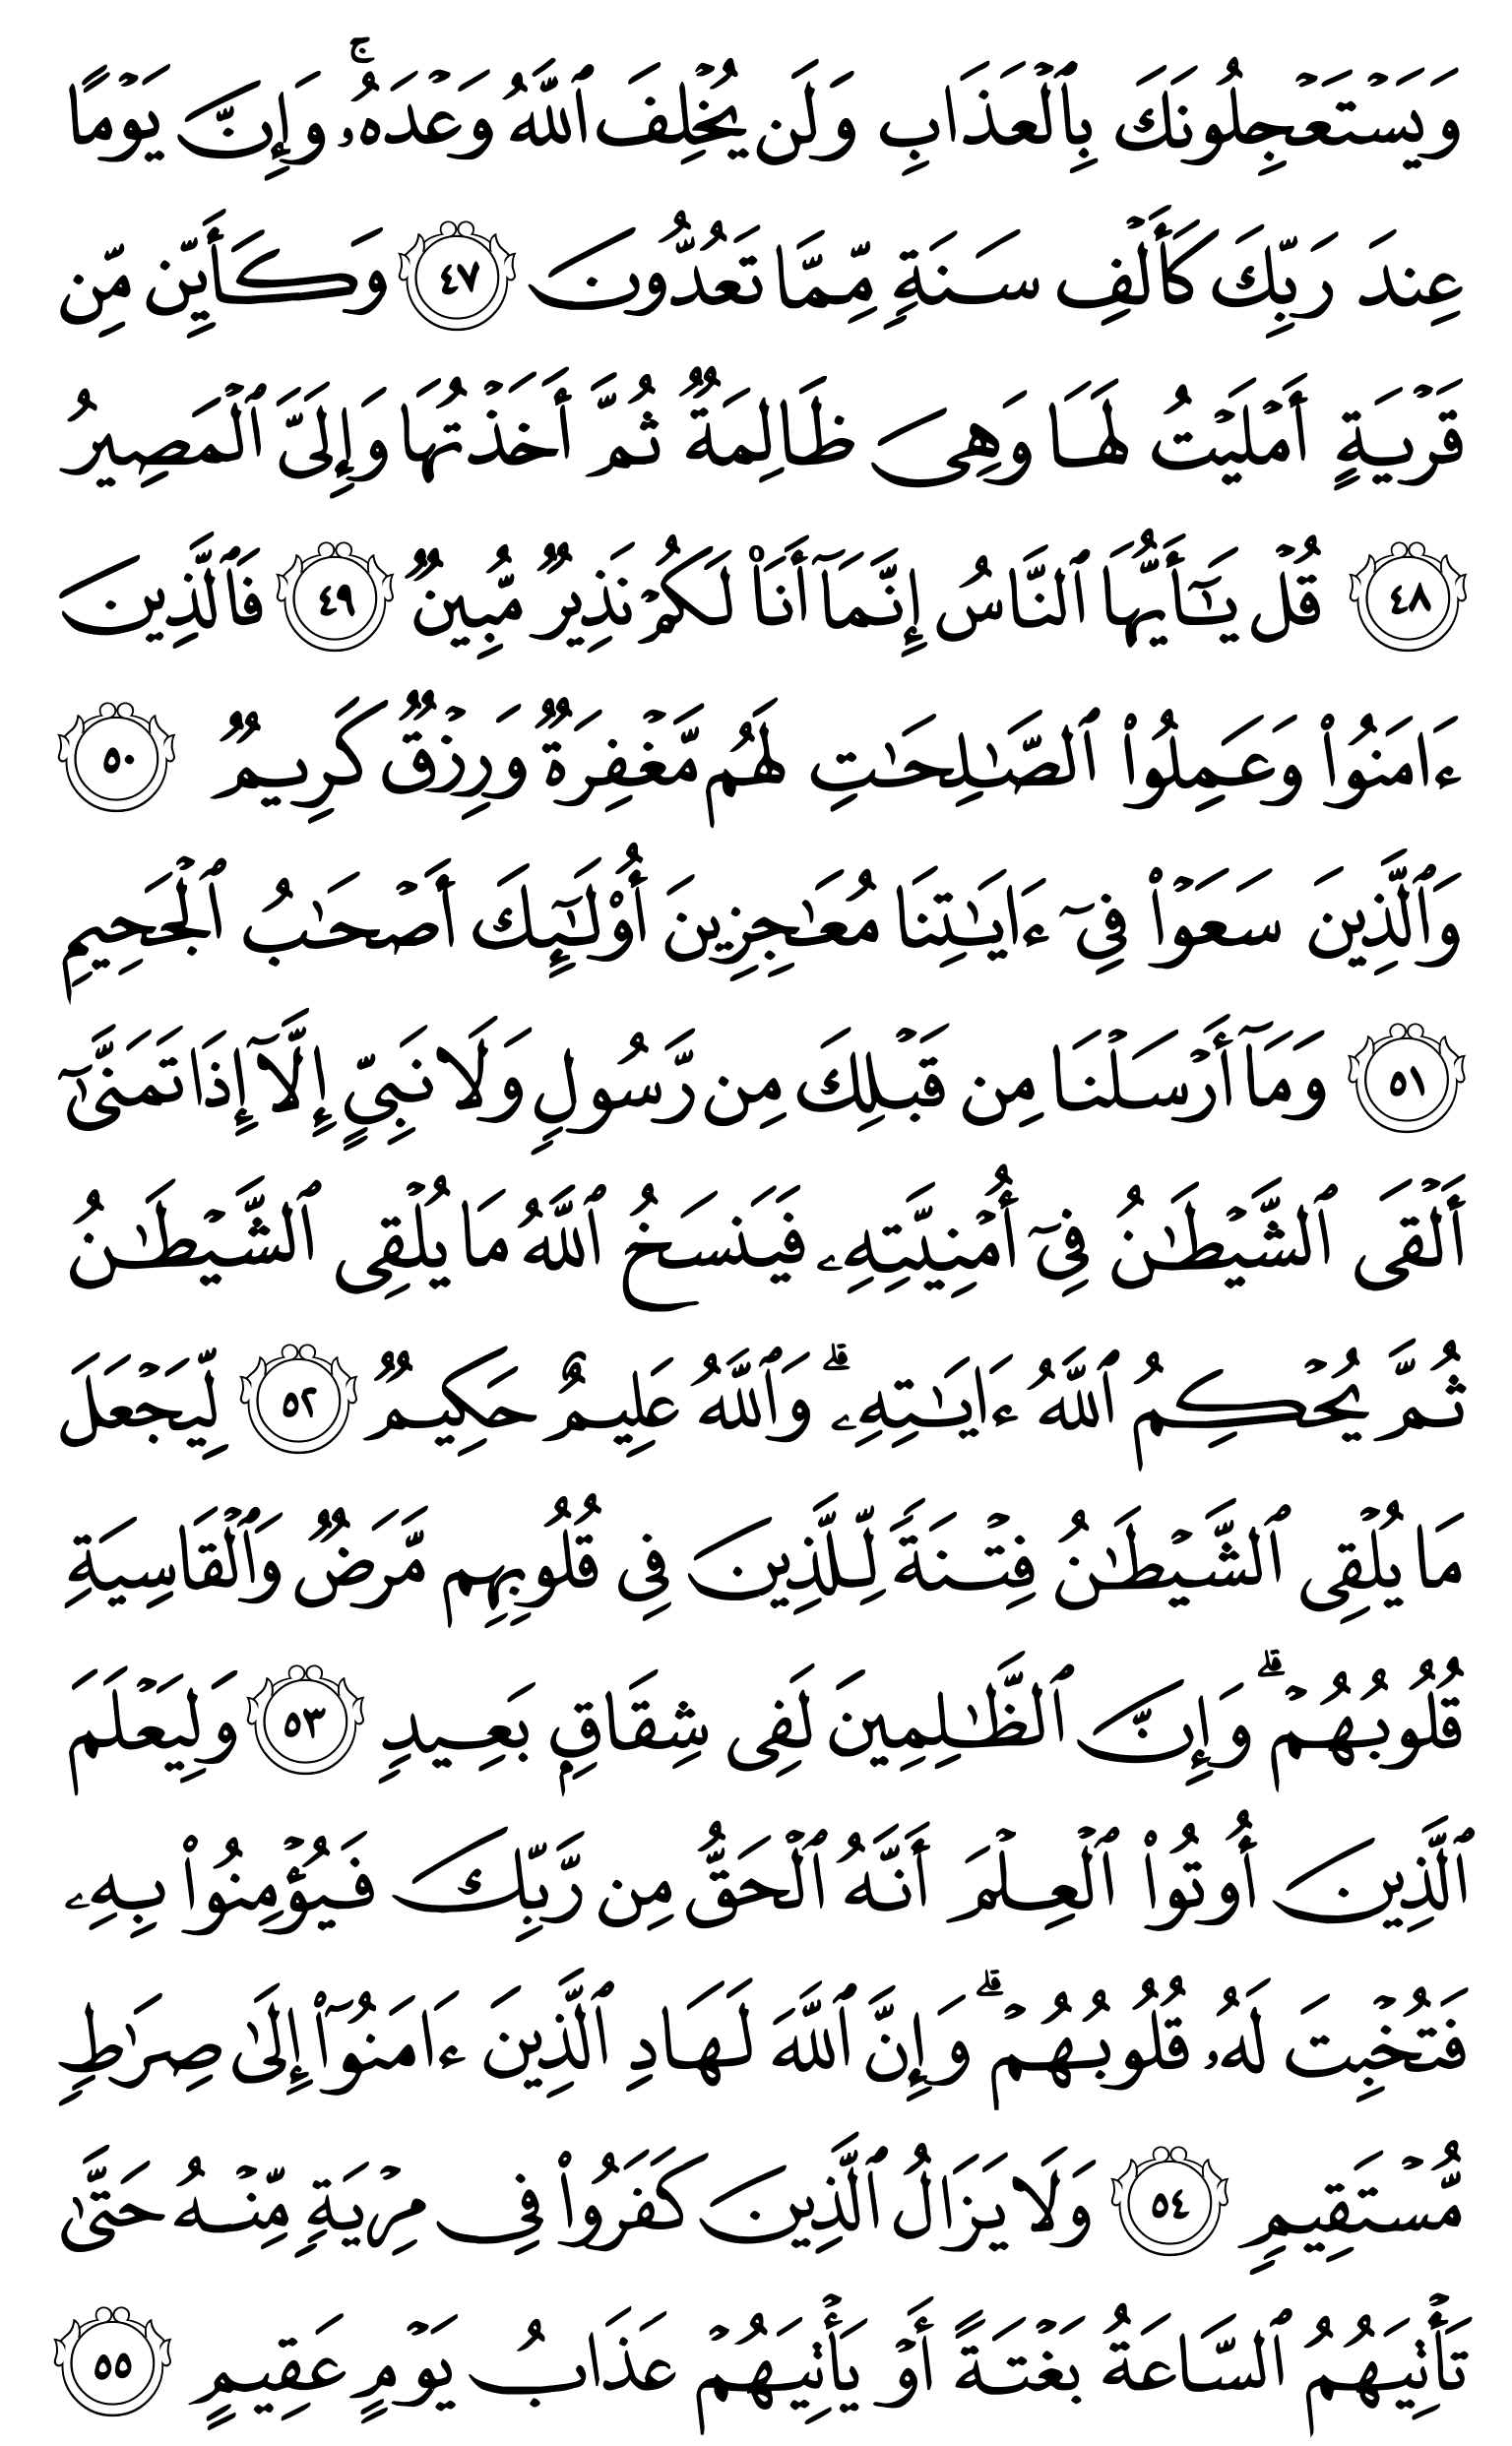 وَيَسۡتَعۡجِلُونَكَ بِٱلۡعَذَابِ وَلَن يُخۡلِفَ ٱللَّهُ وَعۡدَهُۥۚ وَإِنَّ يَوۡمًا
عِندَ رَبِّكَ كَأَلۡفِ سَنَةٖ مِّمَّا تَعُدُّونَ ٤٧ وَكَأَيِّن مِّن
قَرۡيَةٍ أَمۡلَيۡتُ لَهَا وَهِيَ ظَالِمَةٞ ثُمَّ أَخَذۡتُهَا وَإِلَيَّ ٱلۡمَصِيرُ
٤٨ قُلۡ يَٰٓأَيُّهَا ٱلنَّاسُ إِنَّمَآ أَنَا۠ لَكُمۡ نَذِيرٞ مُّبِينٞ ٤٩ فَٱلَّذِينَ
ءَامَنُواْ وَعَمِلُواْ ٱلصَّٰلِحَٰتِ لَهُم مَّغۡفِرَةٞ وَرِزۡقٞ كَرِيمٞ ٥٠
وَٱلَّذِينَ سَعَوۡاْ فِيٓ ءَايَٰتِنَا مُعَٰجِزِينَ أُوْلَٰٓئِكَ أَصۡحَٰبُ ٱلۡجَحِيمِ
٥١ وَمَآ أَرۡسَلۡنَا مِن قَبۡلِكَ مِن رَّسُولٖ وَلَا نَبِيٍّ إِلَّآ إِذَا تَمَنَّىٰٓ
أَلۡقَى ٱلشَّيۡطَٰنُ فِيٓ أُمۡنِيَّتِهِۦ فَيَنسَخُ ٱللَّهُ مَا يُلۡقِي ٱلشَّيۡطَٰنُ
ثُمَّ يُحۡكِمُ ٱللَّهُ ءَايَٰتِهِۦۗ وَٱللَّهُ عَلِيمٌ حَكِيمٞ ٥٢ لِّيَجۡعَلَ
مَا يُلۡقِي ٱلشَّيۡطَٰنُ فِتۡنَةٗ لِّلَّذِينَ فِي قُلُوبِهِم مَّرَضٞ وَٱلۡقَاسِيَةِ
قُلُوبُهُمۡۗ وَإِنَّ ٱلظَّٰلِمِينَ لَفِي شِقَاقِۭ بَعِيدٖ ٥٣ وَلِيَعۡلَمَ
ٱلَّذِينَ أُوتُواْ ٱلۡعِلۡمَ أَنَّهُ ٱلۡحَقُّ مِن رَّبِّكَ فَيُؤۡمِنُواْ بِهِۦ
فَتُخۡبِتَ لَهُۥ قُلُوبُهُمۡۗ وَإِنَّ ٱللَّهَ لَهَادِ ٱلَّذِينَ ءَامَنُوٓاْ إِلَىٰ صِرَٰطٖ
مُّسۡتَقِيمٖ ٥٤ وَلَا يَزَالُ ٱلَّذِينَ كَفَرُواْ فِي مِرۡيَةٖ مِّنۡهُ حَتَّىٰ
تَأۡتِيَهُمُ ٱلسَّاعَةُ بَغۡتَةً أَوۡ يَأۡتِيَهُمۡ عَذَابُ يَوۡمٍ عَقِيمٍ ٥٥